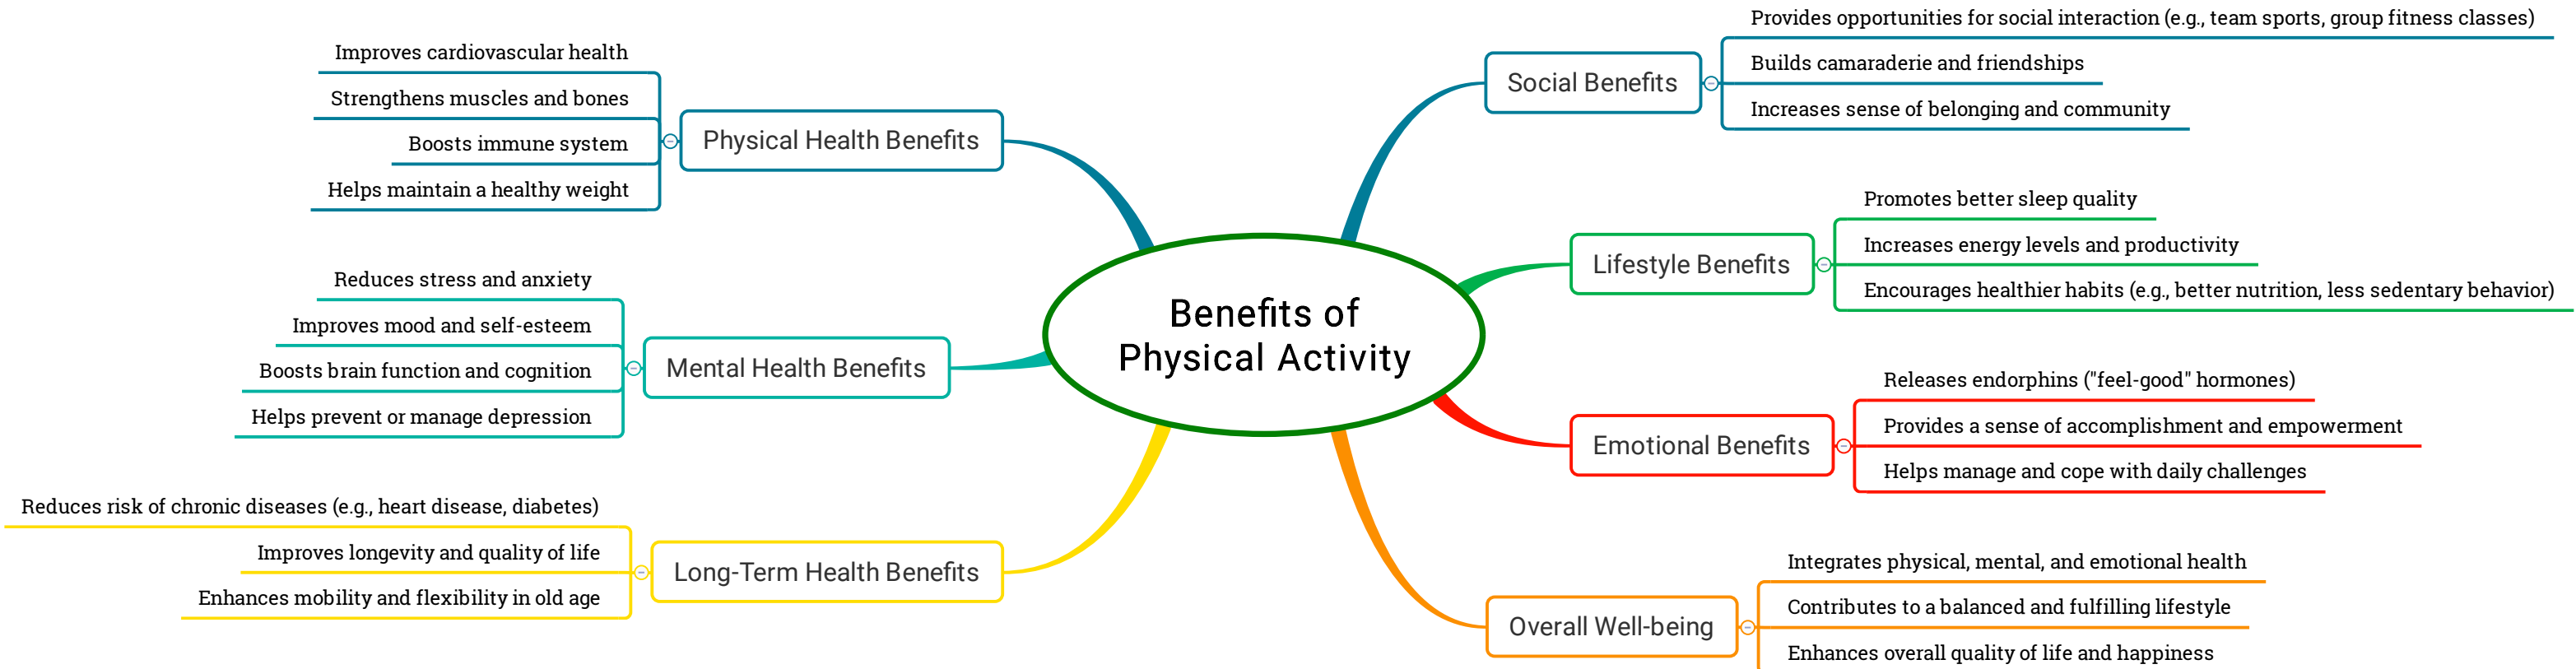 Benefits of
Physical Activity
Physical Health Benefits
Improves cardiovascular health
Strengthens muscles and bones
Boosts immune system
Helps maintain a healthy weight
Mental Health Benefits
Reduces stress and anxiety
Improves mood and self-esteem
Boosts brain function and cognition
Helps prevent or manage depression
Long-Term Health Benefits
Reduces risk of chronic diseases (e.g., heart disease, diabetes)
Improves longevity and quality of life
Enhances mobility and flexibility in old age
Social Benefits
Provides opportunities for social interaction (e.g., team sports, group fitness classes)
Builds camaraderie and friendships
Increases sense of belonging and community
Lifestyle Benefits
Promotes better sleep quality
Increases energy levels and productivity
Encourages healthier habits (e.g., better nutrition, less sedentary behavior)
Emotional Benefits
Releases endorphins ("feel-good" hormones)
Provides a sense of accomplishment and empowerment
Helps manage and cope with daily challenges
Overall Well-being
Integrates physical, mental, and emotional health
Contributes to a balanced and fulfilling lifestyle
Enhances overall quality of life and happiness